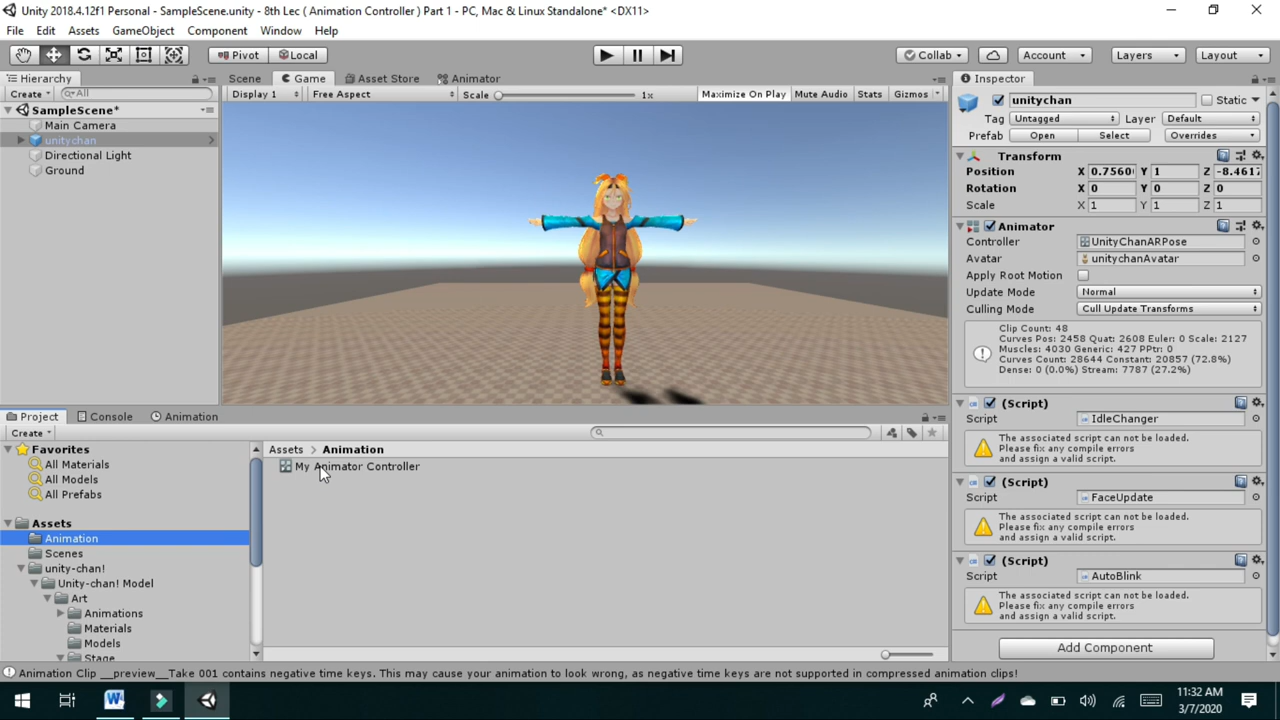 Unity 2018.4.12f1 Personal - SampleScene.unity - 8th Lec ( Animation Controller ) Part 1 - PC, Mac & Linux Standalone* <DX11>
File Edit Assets GameObject Component Window Help
Pivot Local Collab Account Layers Layout
Hierarchy Scene Game Asset Store Animator Inspector
Create All Display 1 Free Aspect Scale 1x Maximize On Play Mute Audio Stats Gizmos
SampleScene*
Main Camera
unitychan
Directional Light
Ground
unitychan Static
Tag Untagged Layer Default
Prefab Open Select Overrides
Transform
Position X 0.7560 Y 1 Z -8.4617
Rotation X 0 Y 0 Z 0
Scale X 1 Y 1 Z 1
Animator
Controller UnityChanARPose
Avatar unitychanAvatar
Apply Root Motion
Update Mode Normal
Culling Mode Cull Update Transforms
Clip Count: 48
Curves Pos: 2458 Quat: 2608 Euler: 0 Scale: 2127
Muscles: 4030 Generic: 427 PPtr: 0
Curves Count: 28644 Constant: 20857 (72.8%)
Dense: 0 (0.0%) Stream: 7787 (27.2%)
(Script)
Script IdleChanger
The associated script can not be loaded.
Please fix any compile errors
and assign a valid script.
(Script)
Script FaceUpdate
The associated script can not be loaded.
Please fix any compile errors
and assign a valid script.
(Script)
Script AutoBlink
The associated script can not be loaded.
Please fix any compile errors
and assign a valid script.
Add Component
Project Console Animation
Create
Favorites
All Materials
All Models
All Prefabs
Assets
Animation
Scenes
unity-chan!
Unity-chan! Model
Art
Animations
Materials
Models
Stage
Assets > Animation
My Animator Controller
Animation Clip __preview__Take 001 contains negative time keys. This may cause your animation to look wrong, as negative time keys are not supported in compressed animation clips!
11:32 AM
3/7/2020